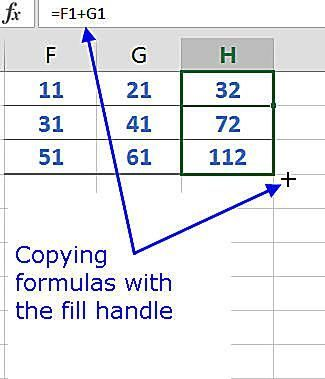 fx =F1+G1
F G H
11 21 32
31 41 72
51 61 112
Copying
formulas with
the fill handle